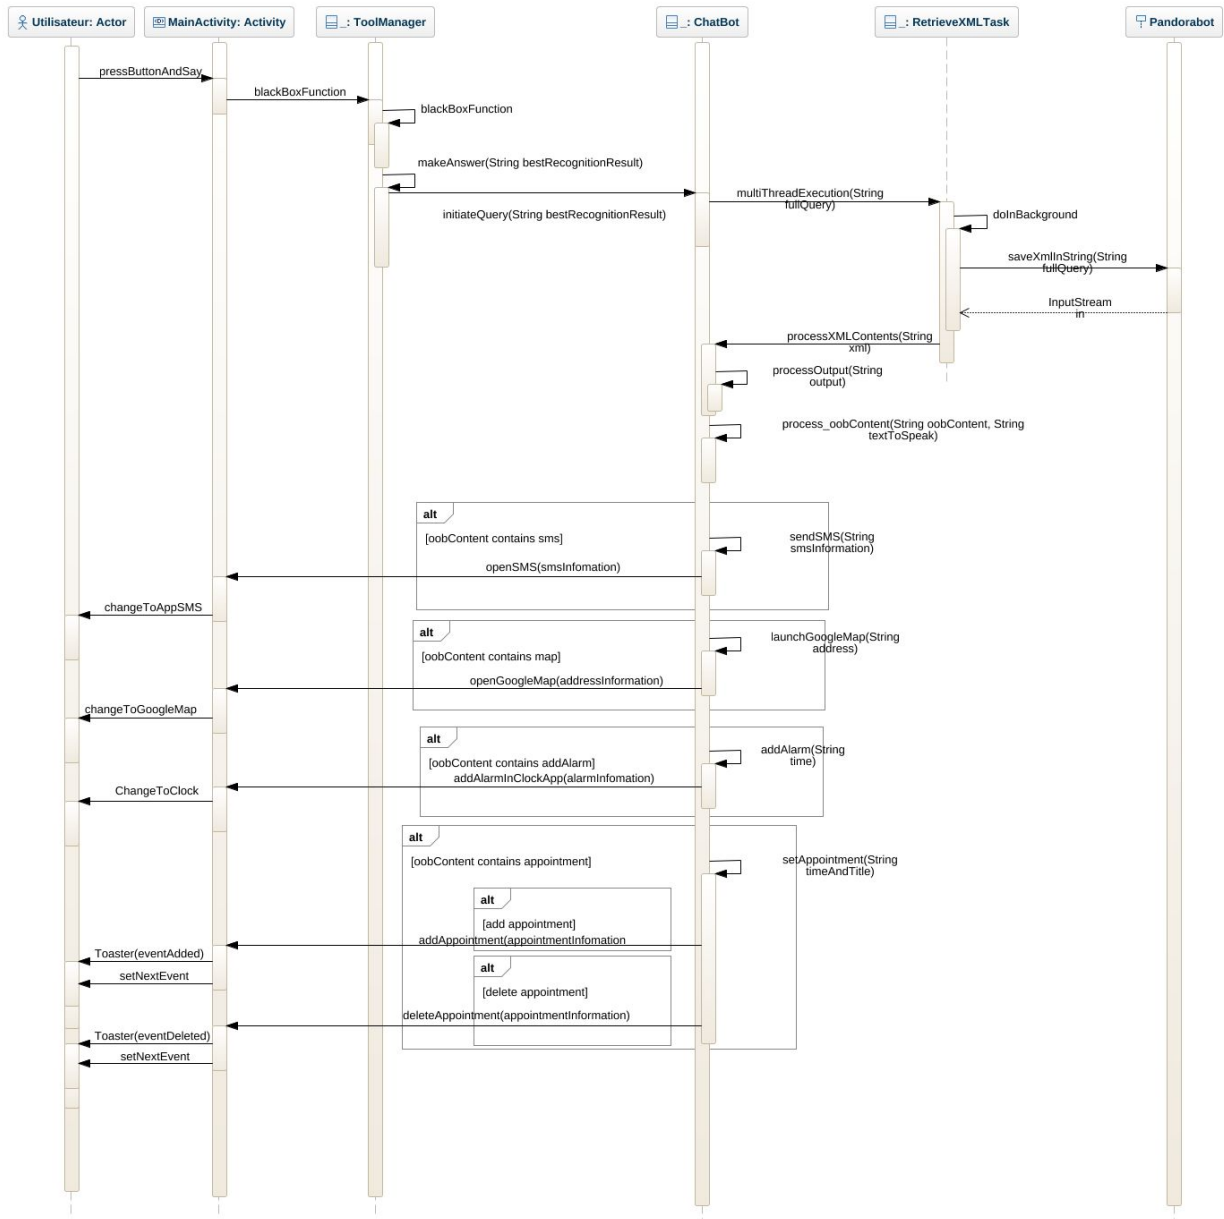 Utilisateur: Actor
MainActivity: Activity
_: ToolManager
_: ChatBot
_: RetrieveXMLTask
Pandorabot
pressButtonAndSay
blackBoxFunction
blackBoxFunction
makeAnswer(String bestRecognitionResult)
initiateQuery(String bestRecognitionResult)
multiThreadExecution(String
fullQuery)
doInBackground
saveXmlInString(String
fullQuery)
InputStream
in
processXMLContents(String
xml)
processOutput(String
output)
process_oobContent(String oobContent, String
textToSpeak)
alt
[oobContent contains sms]
sendSMS(String
smsInformation)
openSMS(smsInfomation)
changeToAppSMS
alt
[oobContent contains map]
launchGoogleMap(String
address)
openGoogleMap(addressInformation)
changeToGoogleMap
alt
[oobContent contains addAlarm]
addAlarm(String
time)
addAlarmInClockApp(alarmInfomation)
ChangeToClock
alt
[oobContent contains appointment]
setAppointment(String
timeAndTitle)
alt
[add appointment]
addAppointment(appointmentInfomation
Toaster(eventAdded)
setNextEvent
alt
[delete appointment]
deleteAppointment(appointmentInformation)
Toaster(eventDeleted)
setNextEvent